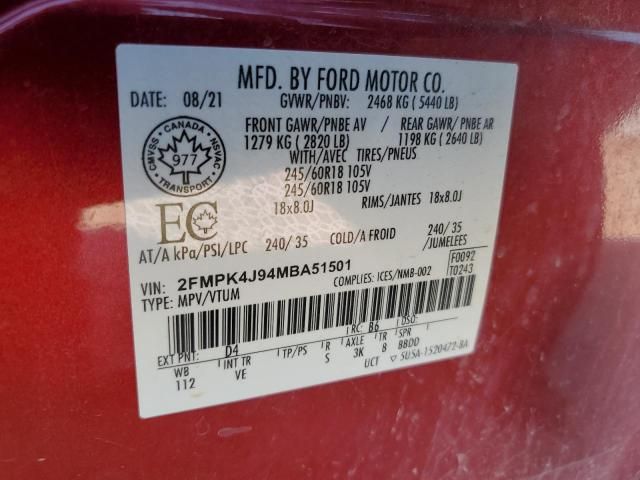 MFD. BY FORD MOTOR CO.
DATE: 08/21 GVWR/PNBV: 2468 KG ( 5440 LB)
FRONT GAWR/PNBE AV / REAR GAWR/ PNBE AR
1279 KG ( 2820 LB) 1198 KG ( 2640 LB)
WITH/AVEC TIRES/PNEUS
245/60R18 105V
245/60R18 105V
18x8.0J RIMS/JANTES 18x8.0J
CANADA
CMVSS 977 NSVAC
TRANSPORT
EC
AT/A kPa/PSI/LPC 240/ 35 COLD/A FROID 240/ 35
/JUMELEES
VIN: 2FMPK4J94MBA51501 F0092
TYPE: MPV/VTUM COMPLIES: ICES/NMB-002 T0243
EXT PNT: D4 RC: B6 DSO:
WB INT TR TP/PS R AXLE TR SPR
112 VE S 3K 8 BBDD
UCT ▽ 5U5A-1520472-BA